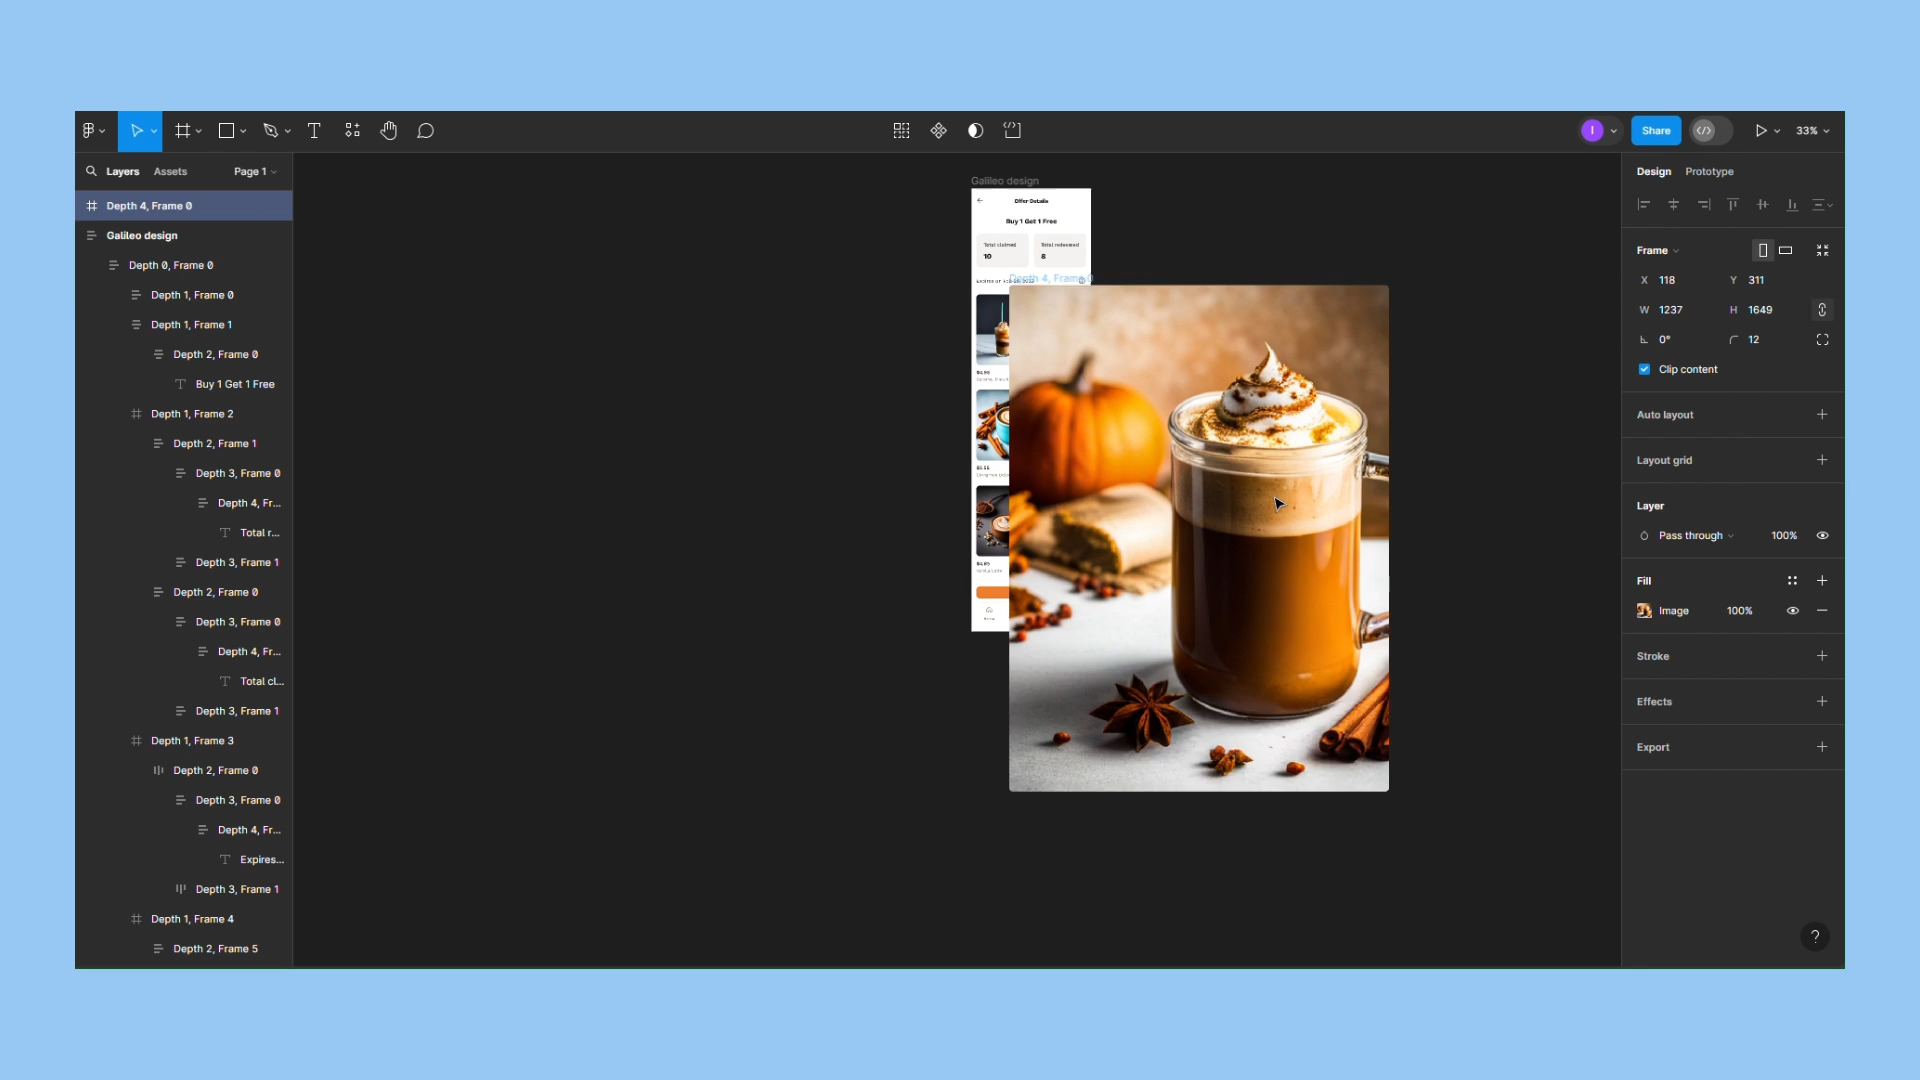 Share
33%
Layers
Assets
Page 1
Design
Prototype
Depth 4, Frame 0
Galileo design
Depth 0, Frame 0
Depth 1, Frame 0
Depth 1, Frame 1
Depth 2, Frame 0
Buy 1 Get 1 Free
Depth 1, Frame 2
Depth 2, Frame 1
Depth 3, Frame 0
Depth 4, Fr...
Total r...
Depth 3, Frame 1
Depth 2, Frame 0
Depth 3, Frame 0
Depth 4, Fr...
Total cl...
Depth 3, Frame 1
Depth 1, Frame 3
Depth 2, Frame 0
Depth 3, Frame 0
Depth 4, Fr...
Expires...
Depth 3, Frame 1
Depth 1, Frame 4
Depth 2, Frame 5
Galileo design
Offer Details
Buy 1 Get 1 Free
Total claimed
10
Total redeemed
8
Depth 4, Frame 0
Frame
X 118
Y 311
W 1237
H 1649
0°
12
Clip content
Auto layout
Layout grid
Layer
Pass through
100%
Fill
Image
100%
Stroke
Effects
Export
?